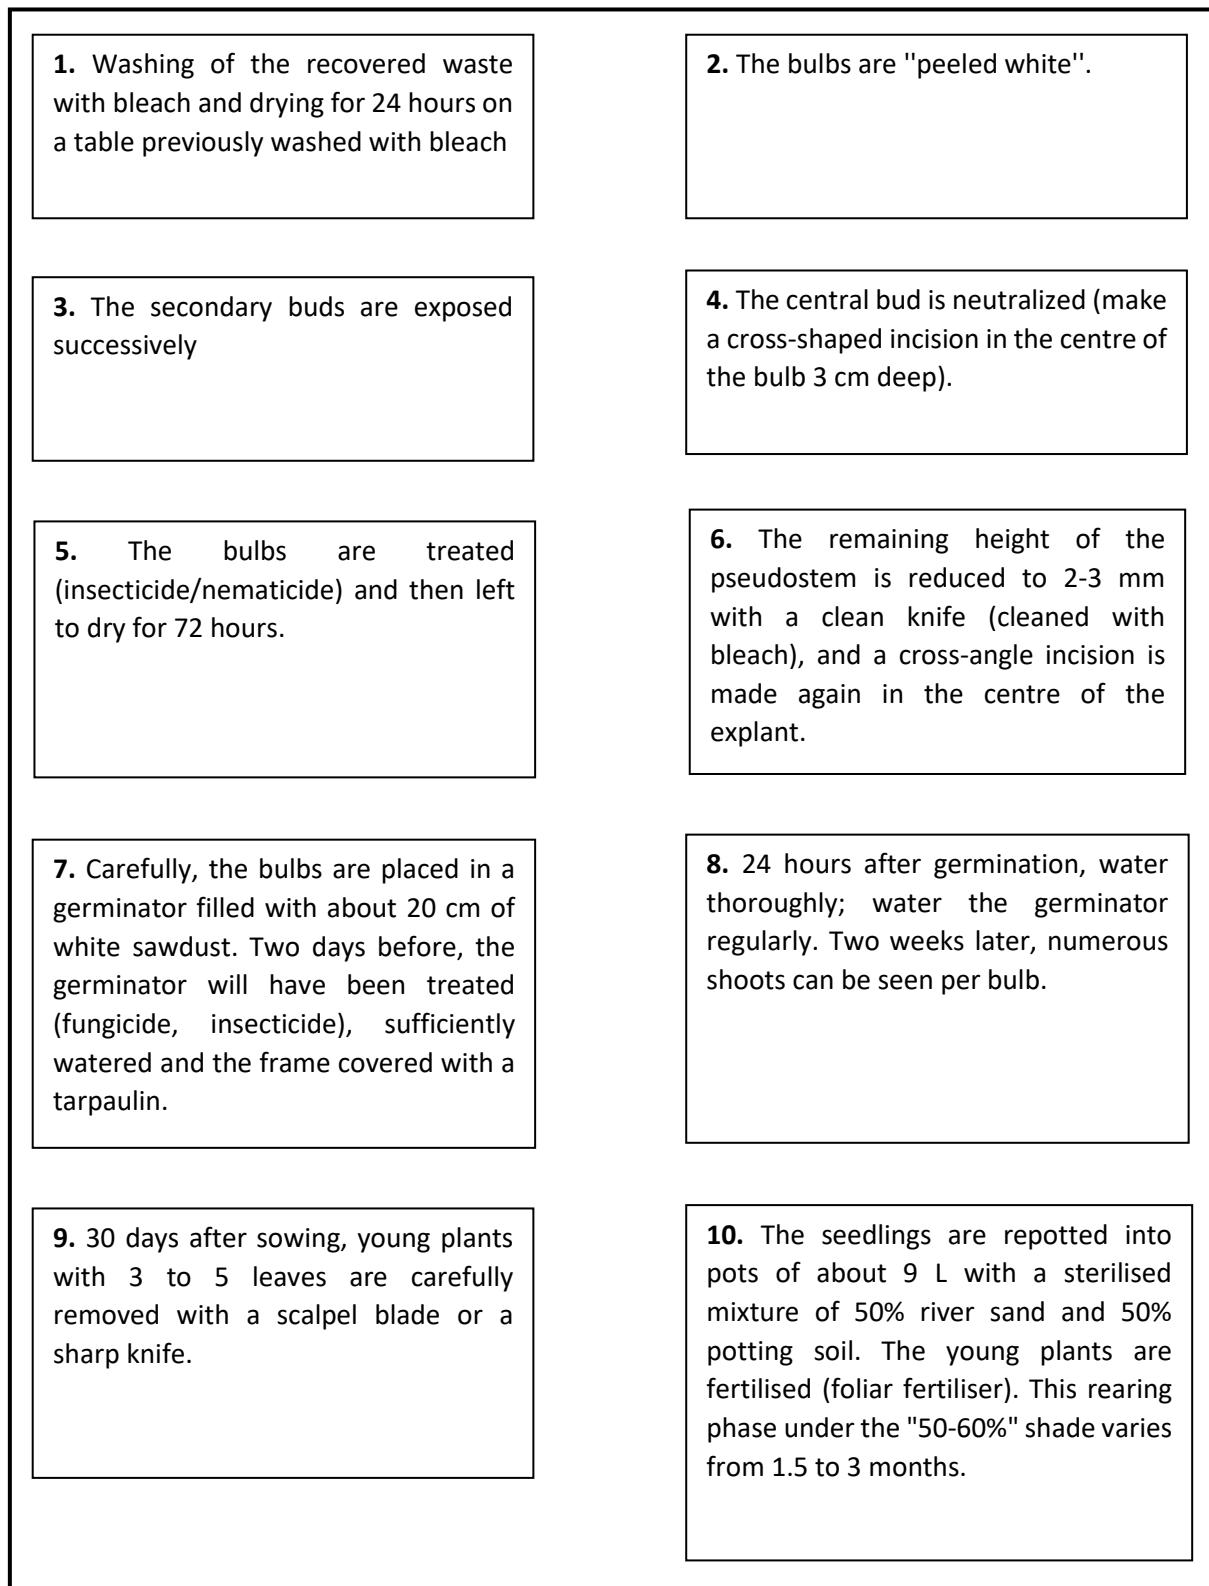 1. Washing of the recovered waste
with bleach and drying for 24 hours on
a table previously washed with bleach
2. The bulbs are "peeled white".
3. The secondary buds are exposed
successively
4. The central bud is neutralized (make
a cross-shaped incision in the centre of
the bulb 3 cm deep).
5. The bulbs are treated
(insecticide/nematicide) and then left
to dry for 72 hours.
6. The remaining height of the
pseudostem is reduced to 2-3 mm
with a clean knife (cleaned with
bleach), and a cross-angle incision is
made again in the centre of the
explant.
7. Carefully, the bulbs are placed in a
germinator filled with about 20 cm of
white sawdust. Two days before, the
germinator will have been treated
(fungicide, insecticide), sufficiently
watered and the frame covered with a
tarpaulin.
8. 24 hours after germination, water
thoroughly; water the germinator
regularly. Two weeks later, numerous
shoots can be seen per bulb.
9. 30 days after sowing, young plants
with 3 to 5 leaves are carefully
removed with a scalpel blade or a
sharp knife.
10. The seedlings are repotted into
pots of about 9 L with a sterilised
mixture of 50% river sand and 50%
potting soil. The young plants are
fertilised (foliar fertiliser). This rearing
phase under the "50-60%" shade varies
from 1.5 to 3 months.